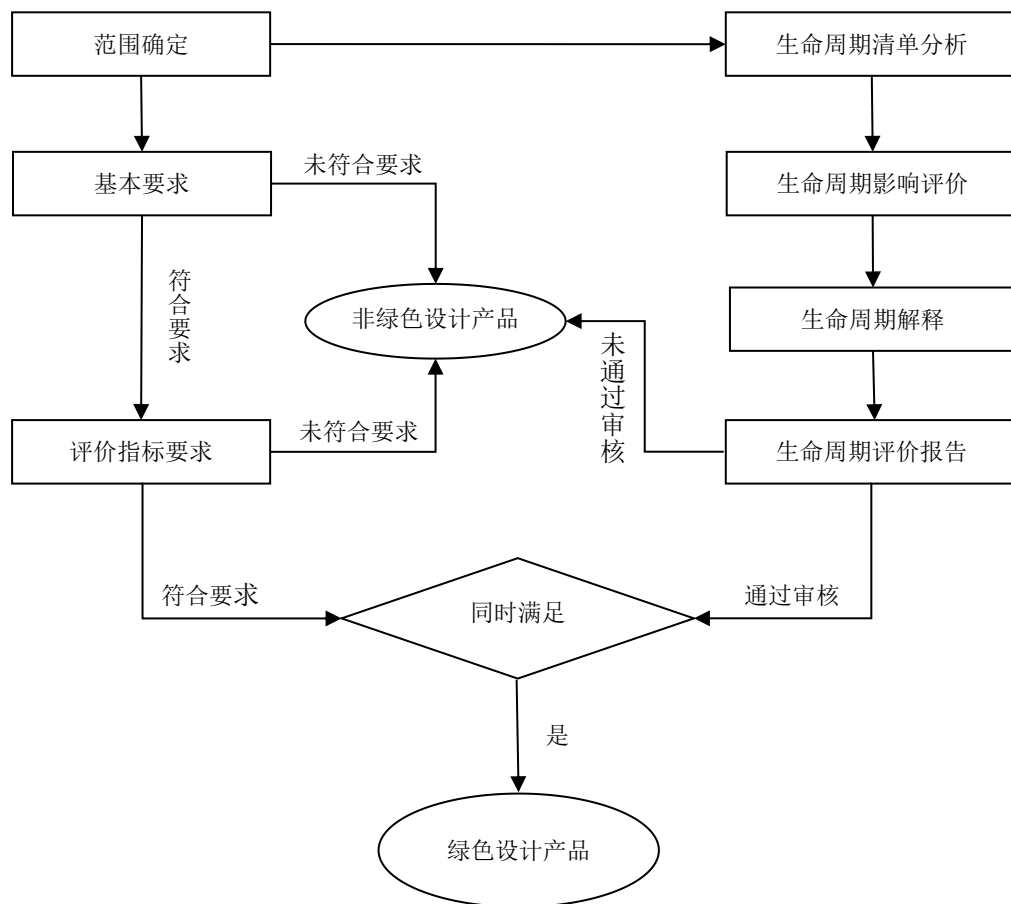 范围确定
生命周期清单分析
未符合要求
基本要求
生命周期影响评价
符合要求
非绿色设计产品
生命周期解释
未通过审核
未符合要求
评价指标要求
生命周期评价报告
符合要求
同时满足
通过审核
是
绿色设计产品